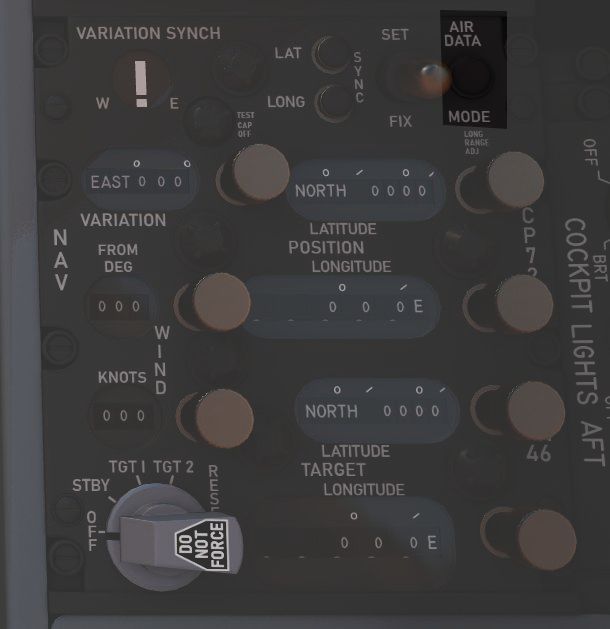 VARIATION SYNCH
!
W E
LAT
LONG
SYNC
SET
FIX
AIR
DATA
MODE
TEST
CAP
OFF
LONG
RANGE
ADJ
EAST 0 0 0
VARIATION
NORTH 0 0 0 0
LATITUDE
POSITION
LONGITUDE
0 0 0 E
NAV
FROM
DEG
0 0 0
WIND
KNOTS
0 0 0
NORTH 0 0 0 0
LATITUDE
TARGET
LONGITUDE
0 0 0 E
OFF
STBY
TGT 1 TGT 2
DO
NOT
FORCE
46
OFF
BRT
COCKPIT LIGHTS AFT